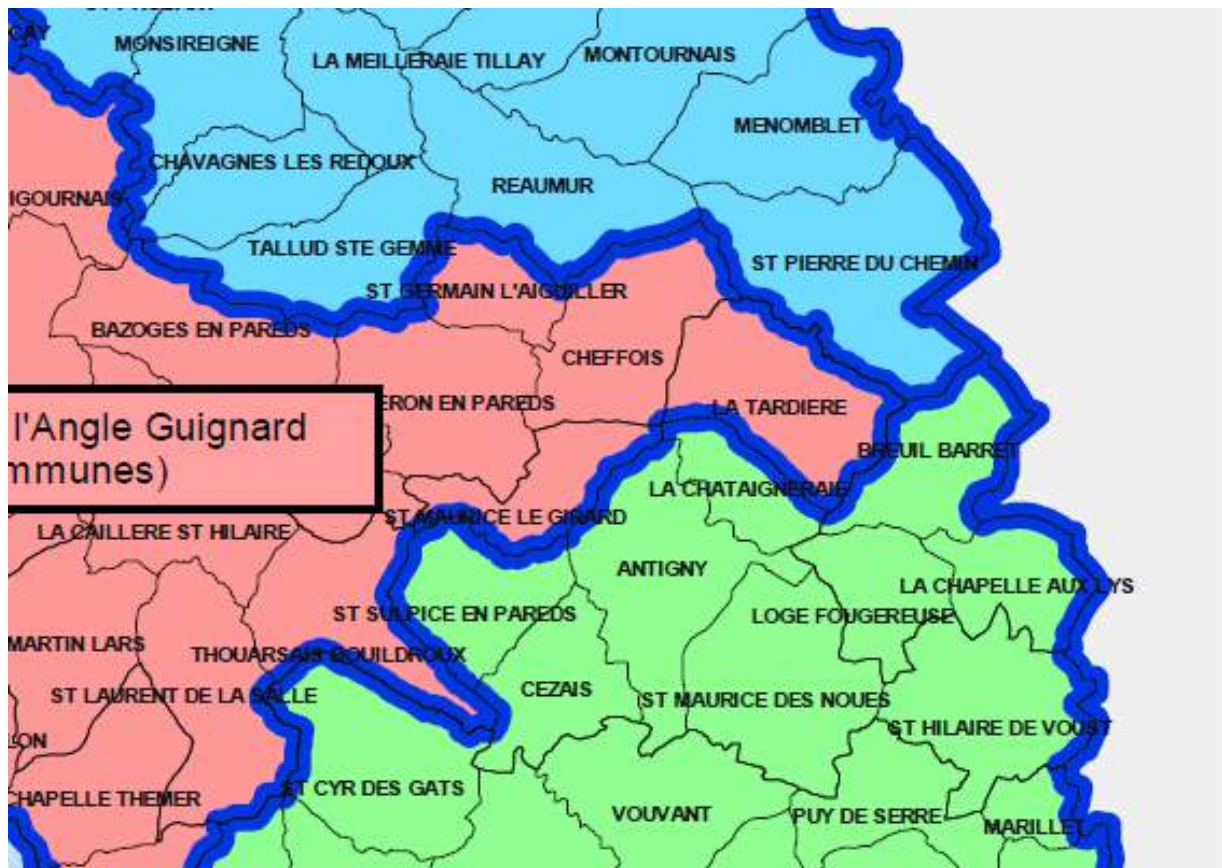 MONSIREIGNE
LA MEILLERAIE TILLAY
MONTOURNAIS
MENOMBLET
CHAVAGNES LES REDOUX
REAUMUR
IGOURNAIS
TALLUD STE GEMME
ST PIERRE DU CHEMIN
ST GERMAIN L'AIGUILLER
BAZOGES EN PAREDS
CHEFFOIS
ERON EN PAREDS
LA TARDIERE
l'Angle Guignard
mmunes)
BREUIL BARRET
LA CHATAIGNERAIE
ST MAURICE LE GIRARD
LA CAILLERE ST HILAIRE
ANTIGNY
LA CHAPELLE AUX LYS
ST SULPICE EN PAREDS
LOGE FOUGEREUSE
MARTIN LARS
THOUARSAIS BOUILDROUX
ST LAURENT DE LA SALLE
CEZAIS
ST MAURICE DES NOUES
ST HILAIRE DE VOUST
LON
ST CYR DES GATS
CHAPELLE THEMER
VOUVANT
PUY DE SERRE
MARILLET